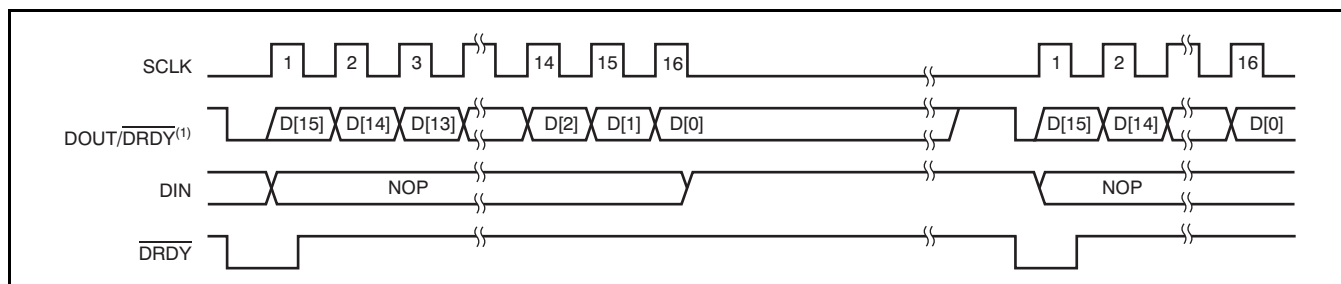 SCLK 1 2 3 14 15 16 1 2 16
DOUT/DRDY(1) D[15] D[14] D[13] D[2] D[1] D[0] D[15] D[14] D[0]
DIN NOP NOP
DRDY